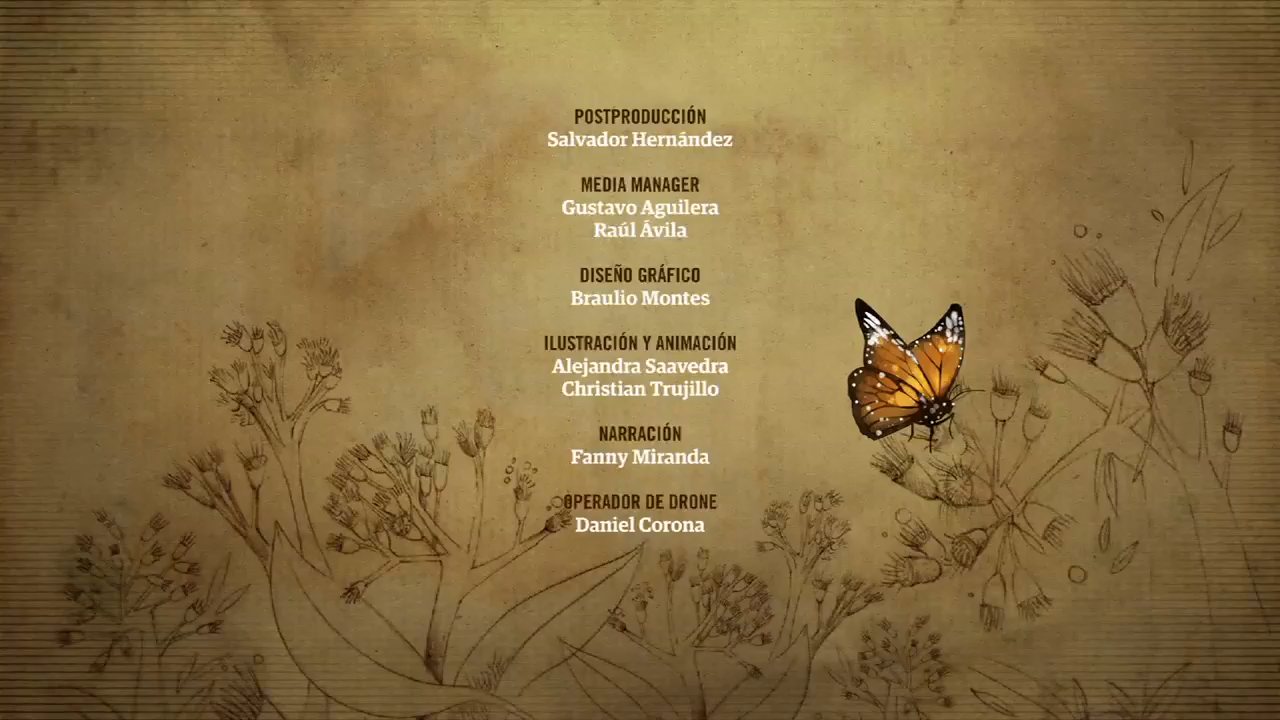 POSTPRODUCCIÓN
Salvador Hernández
MEDIA MANAGER
Gustavo Aguilera
Raúl Ávila
DISEÑO GRÁFICO
Braulio Montes
ILUSTRACIÓN Y ANIMACIÓN
Alejandra Saavedra
Christian Trujillo
NARRACIÓN
Fanny Miranda
OPERADOR DE DRONE
Daniel Corona